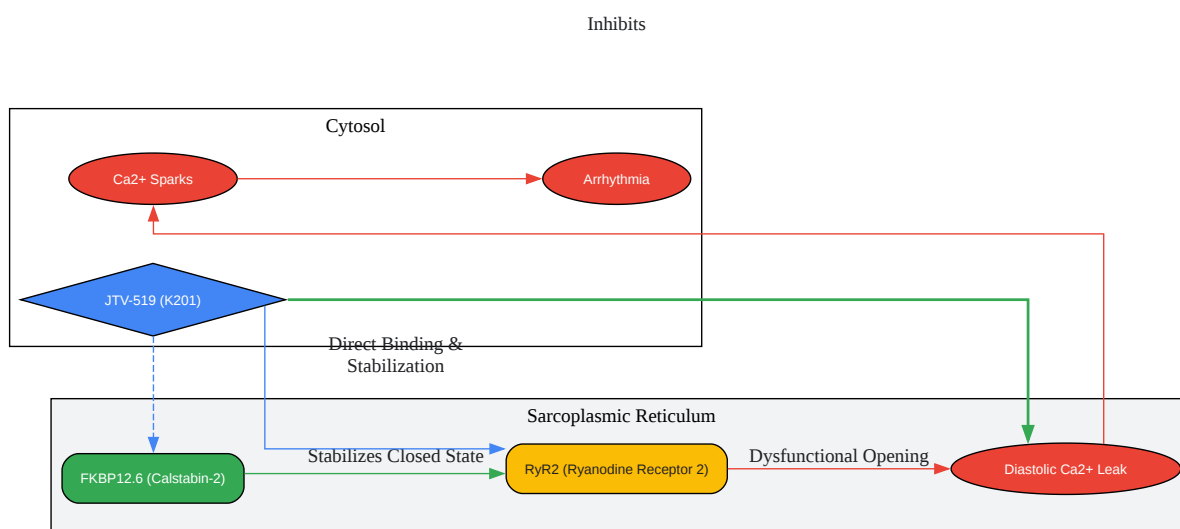 Inhibits
Cytosol
Ca2+ Sparks
Arrhythmia
JTV-519 (K201)
Direct Binding &
Stabilization
Sarcoplasmic Reticulum
FKBP12.6 (Calstabin-2)
Stabilizes Closed State
RyR2 (Ryanodine Receptor 2)
Dysfunctional Opening
Diastolic Ca2+ Leak